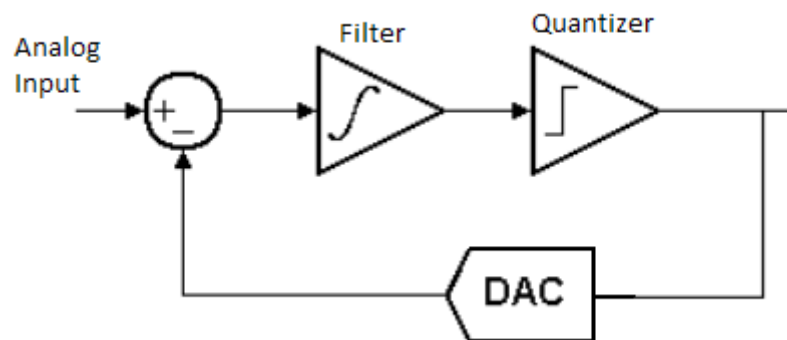 Analog
Input
Filter
Quantizer
+
−
DAC